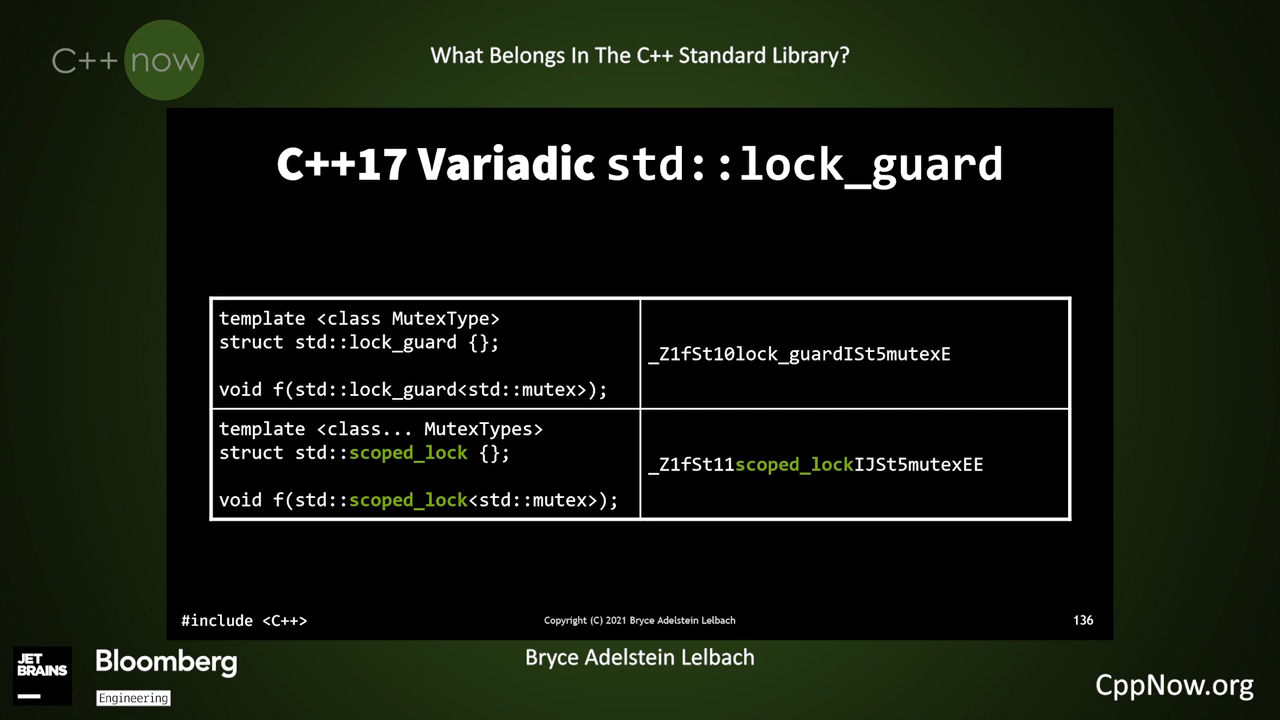 C++ now
What Belongs In The C++ Standard Library?
C++17 Variadic std::lock_guard
template <class MutexType>
struct std::lock_guard {};
void f(std::lock_guard<std::mutex>);
_Z1fSt10lock_guardISt5mutexE
template <class... MutexTypes>
struct std::scoped_lock {};
void f(std::scoped_lock<std::mutex>);
_Z1fSt11scoped_lockIJSt5mutexEE
#include <C++>
Copyright (C) 2021 Bryce Adelstein Lelbach
136
JET
BRAINS
Bloomberg
Engineering
Bryce Adelstein Lelbach
CppNow.org